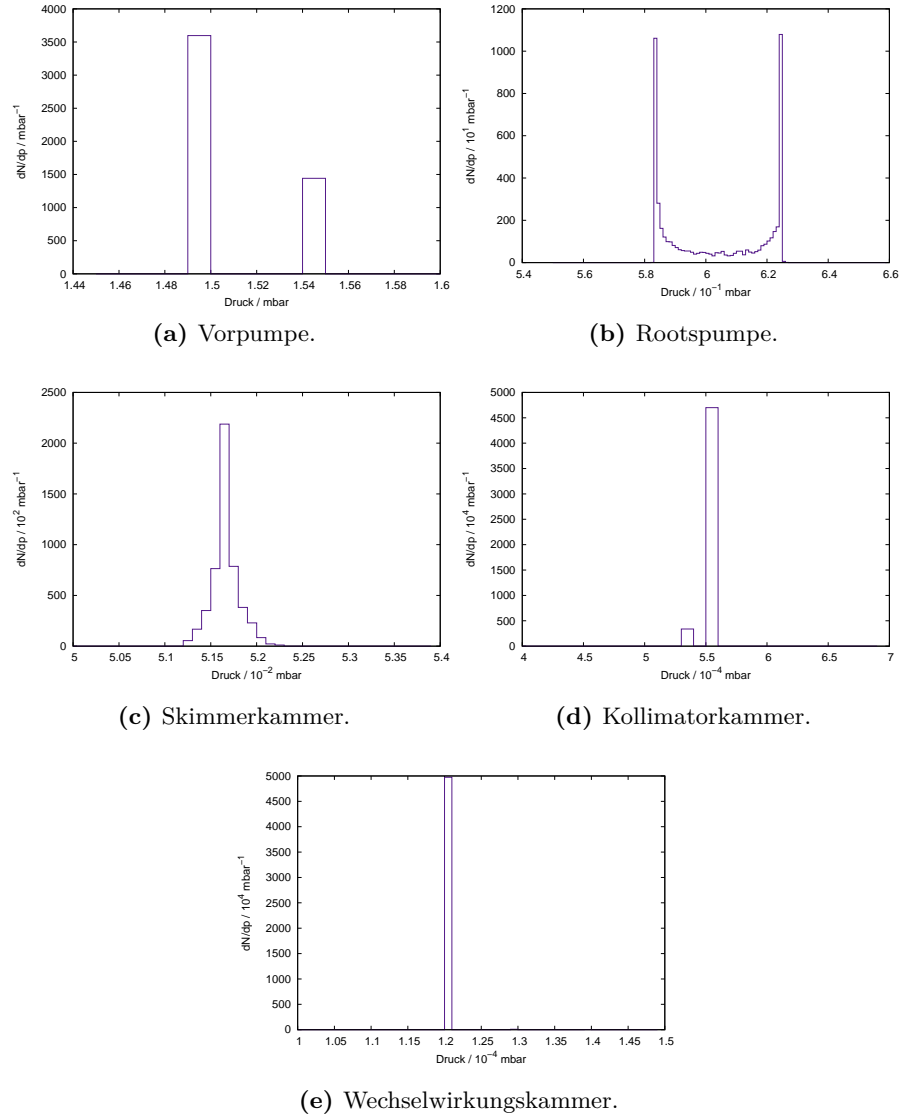 4000
3500
3000
2500
2000
1500
1000
500
0
dN/dp / mbar⁻¹
1.44 1.46 1.48 1.5 1.52 1.54 1.56 1.58 1.6
Druck / mbar
(a) Vorpumpe.
1200
1000
800
600
400
200
0
dN/dp / 10¹ mbar⁻¹
5.4 5.6 5.8 6 6.2 6.4 6.6
Druck / 10⁻¹ mbar
(b) Rootspumpe.
2500
2000
1500
1000
500
0
dN/dp / 10² mbar⁻¹
5 5.05 5.1 5.15 5.2 5.25 5.3 5.35 5.4
Druck / 10⁻² mbar
(c) Skimmerkammer.
5000
4500
4000
3500
3000
2500
2000
1500
1000
500
0
dN/dp / 10⁴ mbar⁻¹
4 4.5 5 5.5 6 6.5 7
Druck / 10⁻⁴ mbar
(d) Kollimatorkammer.
5000
4500
4000
3500
3000
2500
2000
1500
1000
500
0
dN/dp / 10⁴ mbar⁻¹
1 1.05 1.1 1.15 1.2 1.25 1.3 1.35 1.4 1.45 1.5
Druck / 10⁻⁴ mbar
(e) Wechselwirkungskammer.